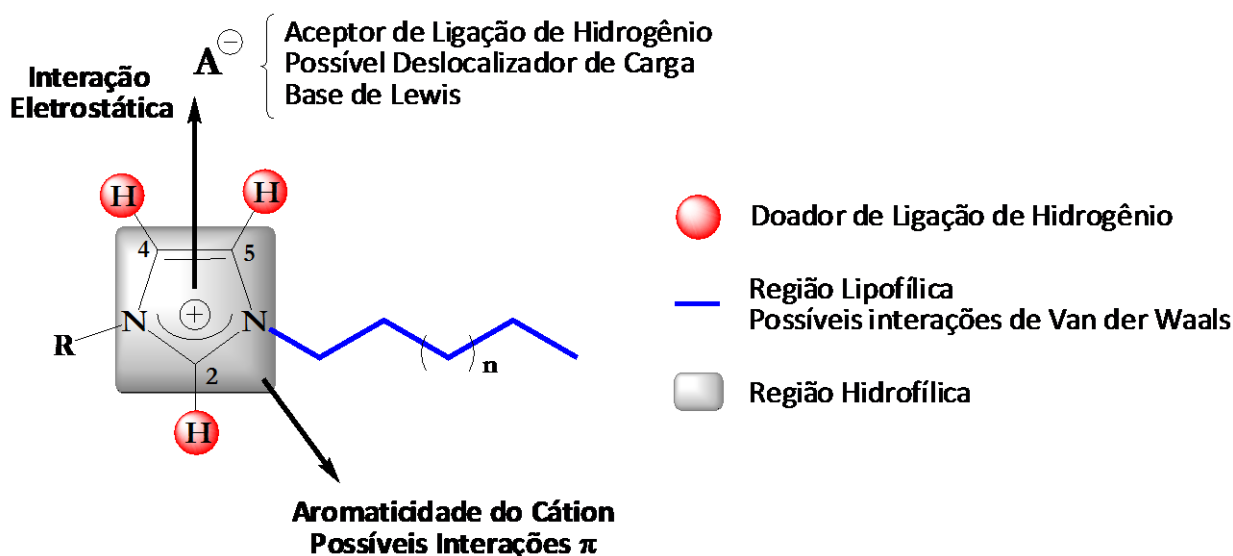 A⊖
Aceptor de Ligação de Hidrogênio
Possível Deslocalizador de Carga
Base de Lewis
Interação
Eletrostática
H
H
4
5
+
N
N
R
n
2
H
Doador de Ligação de Hidrogênio
Região Lipofílica
Possíveis interações de Van der Waals
Região Hidrofílica
Aromaticidade do Cátion
Possíveis Interações π